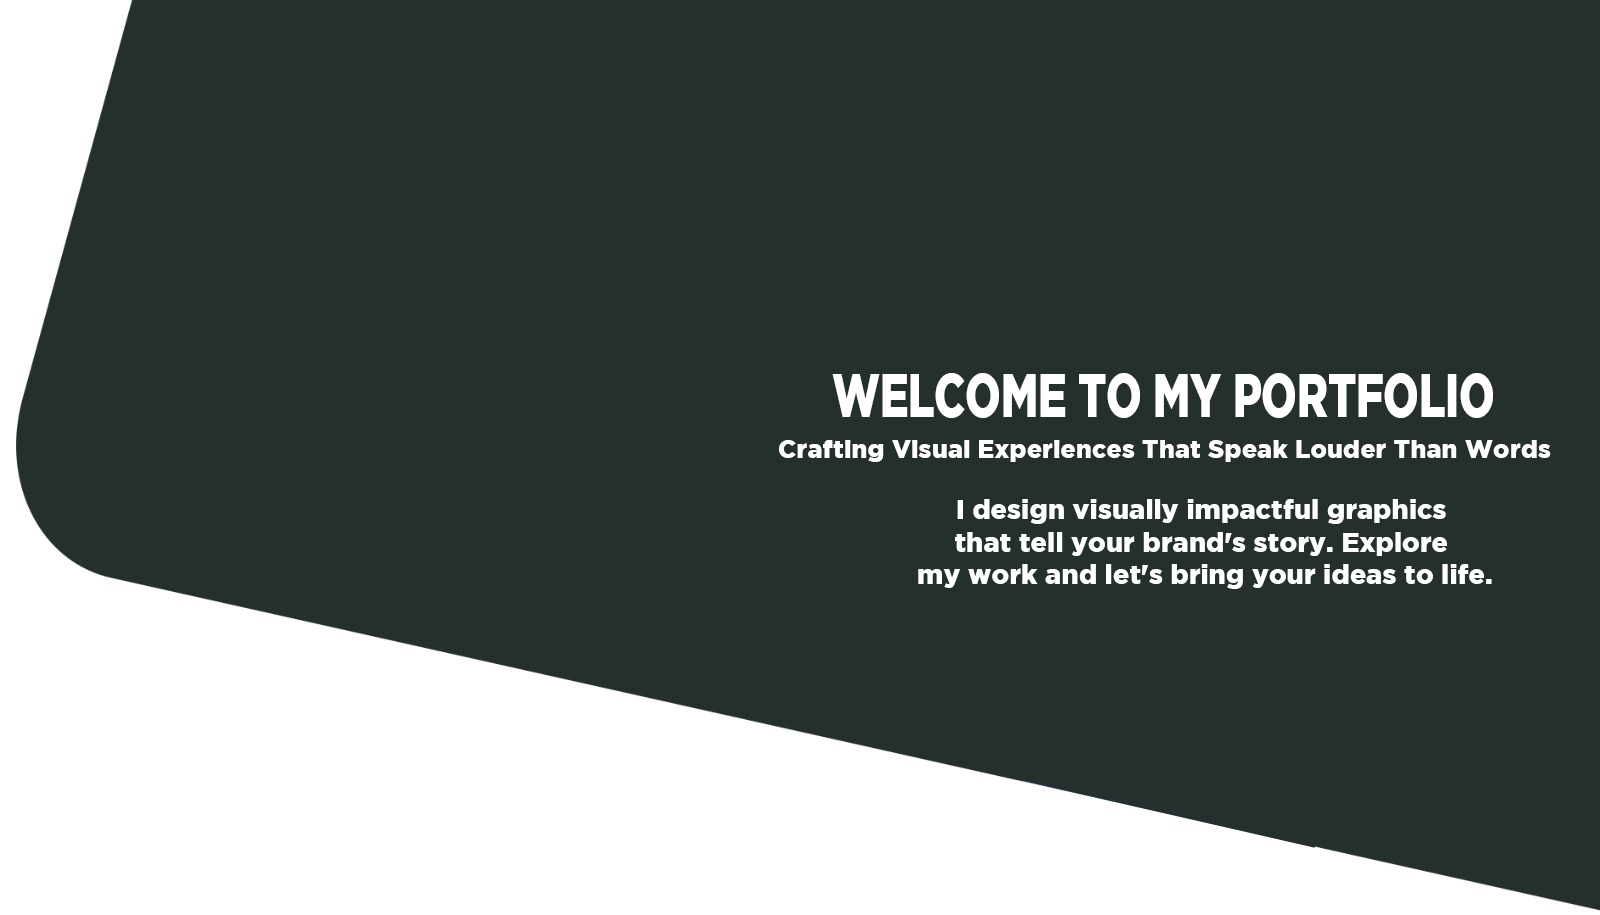 WELCOME TO MY PORTFOLIO
Crafting Visual Experiences That Speak Louder Than Words
I design visually impactful graphics
that tell your brand's story. Explore
my work and let's bring your ideas to life.